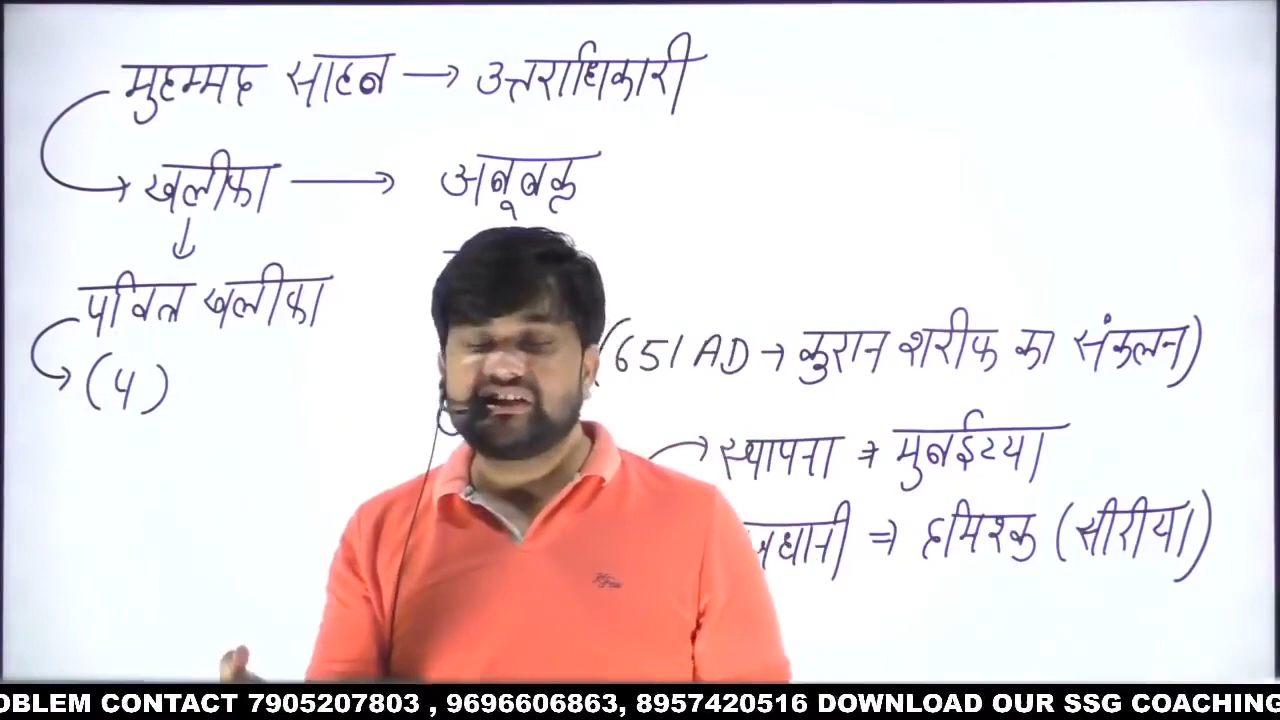 मुहम्मद साहब → उत्तराधिकारी
खलीफा → अबूबक्र
↓
पवित्र खलीफा
(4)
(651 AD → कुरान शरीफ का संकलन)
स्थापना ⇒ मुबईय्या
जधानी ⇒ दमिश्क (सीरीया)
OBLEM CONTACT 7905207803 , 9696606863, 8957420516 DOWNLOAD OUR SSG COACHING